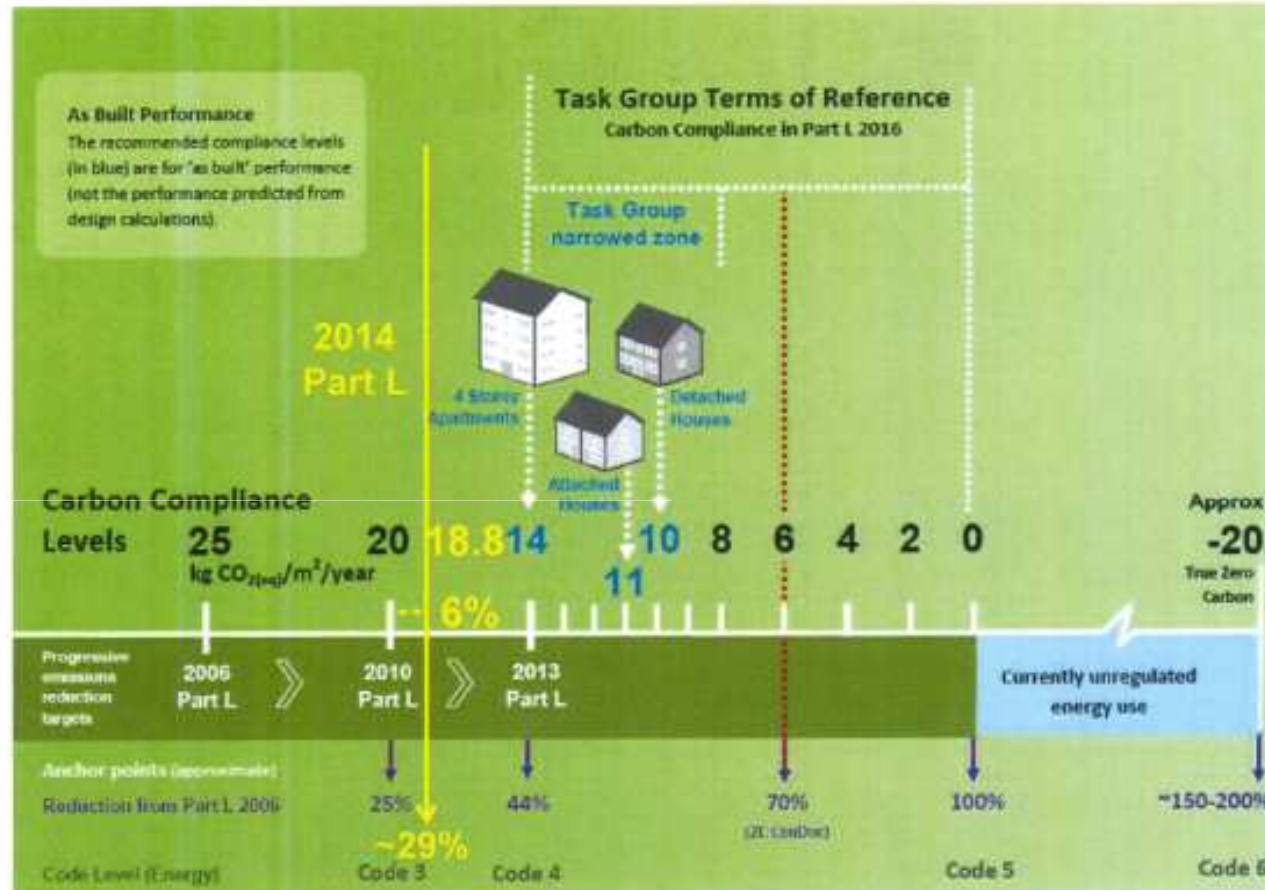 As Built Performance
The recommended compliance levels
(in blue) are for 'as built' performance
(not the performance predicted from
design calculations).
Task Group Terms of Reference
Carbon Compliance in Part L 2016
Task Group
narrowed zone
2014
Part L
4 Storey
Apartments
Detached
Houses
Attached
Houses
Carbon Compliance
Levels
25 20 18.8 14 10 8 6 4 2 0
Approx
-20
True Zero
Carbon
kg CO2(eq)/m²/year
11
-- 6%
Progressive
emissions
reduction
targets
2006
Part L
2010
Part L
2013
Part L
Currently unregulated
energy use
Anchor points (approximate)
Reduction from Part L 2006 25% 44% 70% 100% ~150-200%
(ZC ConDoc)
~29%
Code Level (Energy) Code 3 Code 4 Code 5 Code 6